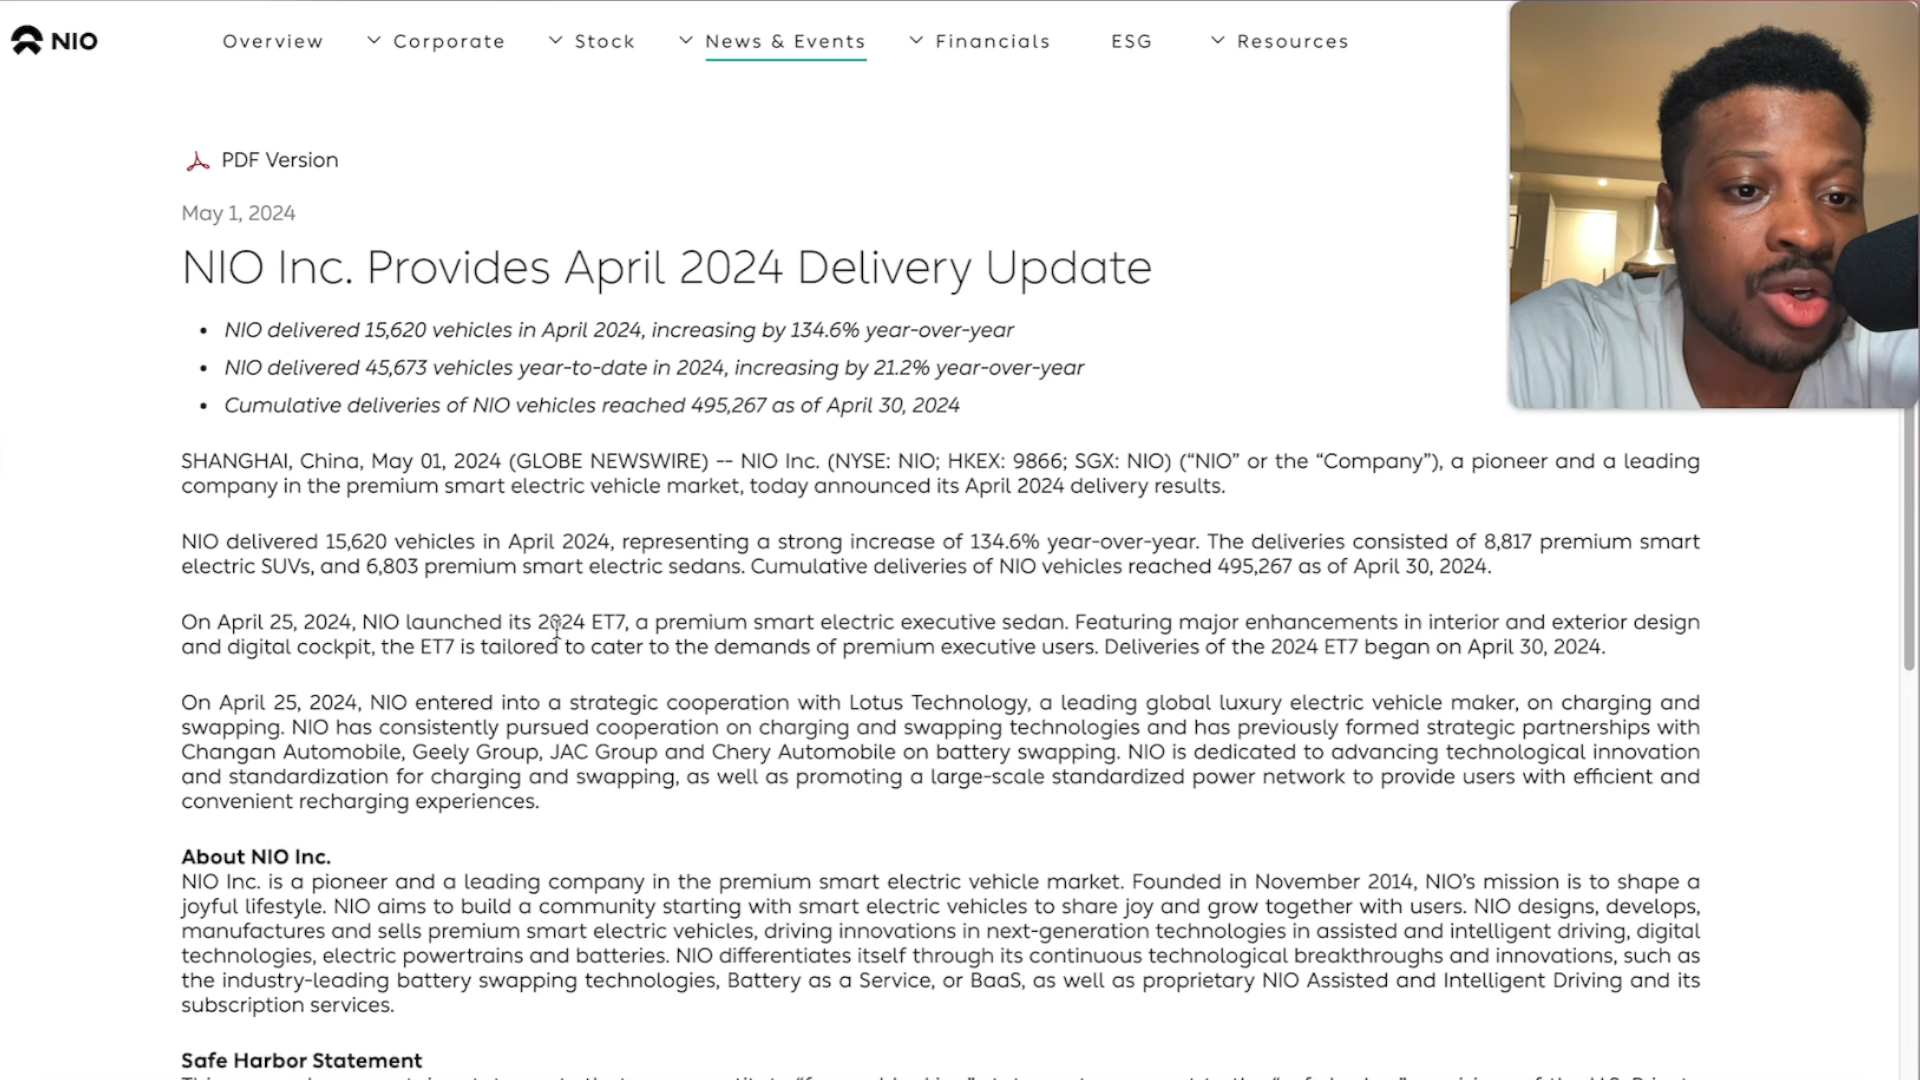 NIO
Overview
Corporate
Stock
News & Events
Financials
ESG
Resources
PDF Version
May 1, 2024
NIO Inc. Provides April 2024 Delivery Update
• NIO delivered 15,620 vehicles in April 2024, increasing by 134.6% year-over-year
• NIO delivered 45,673 vehicles year-to-date in 2024, increasing by 21.2% year-over-year
• Cumulative deliveries of NIO vehicles reached 495,267 as of April 30, 2024
SHANGHAI, China, May 01, 2024 (GLOBE NEWSWIRE) -- NIO Inc. (NYSE: NIO; HKEX: 9866; SGX: NIO) (“NIO” or the “Company”), a pioneer and a leading
company in the premium smart electric vehicle market, today announced its April 2024 delivery results.
NIO delivered 15,620 vehicles in April 2024, representing a strong increase of 134.6% year-over-year. The deliveries consisted of 8,817 premium smart
electric SUVs, and 6,803 premium smart electric sedans. Cumulative deliveries of NIO vehicles reached 495,267 as of April 30, 2024.
On April 25, 2024, NIO launched its 2024 ET7, a premium smart electric executive sedan. Featuring major enhancements in interior and exterior design
and digital cockpit, the ET7 is tailored to cater to the demands of premium executive users. Deliveries of the 2024 ET7 began on April 30, 2024.
On April 25, 2024, NIO entered into a strategic cooperation with Lotus Technology, a leading global luxury electric vehicle maker, on charging and
swapping. NIO has consistently pursued cooperation on charging and swapping technologies and has previously formed strategic partnerships with
Changan Automobile, Geely Group, JAC Group and Chery Automobile on battery swapping. NIO is dedicated to advancing technological innovation
and standardization for charging and swapping, as well as promoting a large-scale standardized power network to provide users with efficient and
convenient recharging experiences.
About NIO Inc.
NIO Inc. is a pioneer and a leading company in the premium smart electric vehicle market. Founded in November 2014, NIO’s mission is to shape a
joyful lifestyle. NIO aims to build a community starting with smart electric vehicles to share joy and grow together with users. NIO designs, develops,
manufactures and sells premium smart electric vehicles, driving innovations in next-generation technologies in assisted and intelligent driving, digital
technologies, electric powertrains and batteries. NIO differentiates itself through its continuous technological breakthroughs and innovations, such as
the industry-leading battery swapping technologies, Battery as a Service, or BaaS, as well as proprietary NIO Assisted and Intelligent Driving and its
subscription services.
Safe Harbor Statement